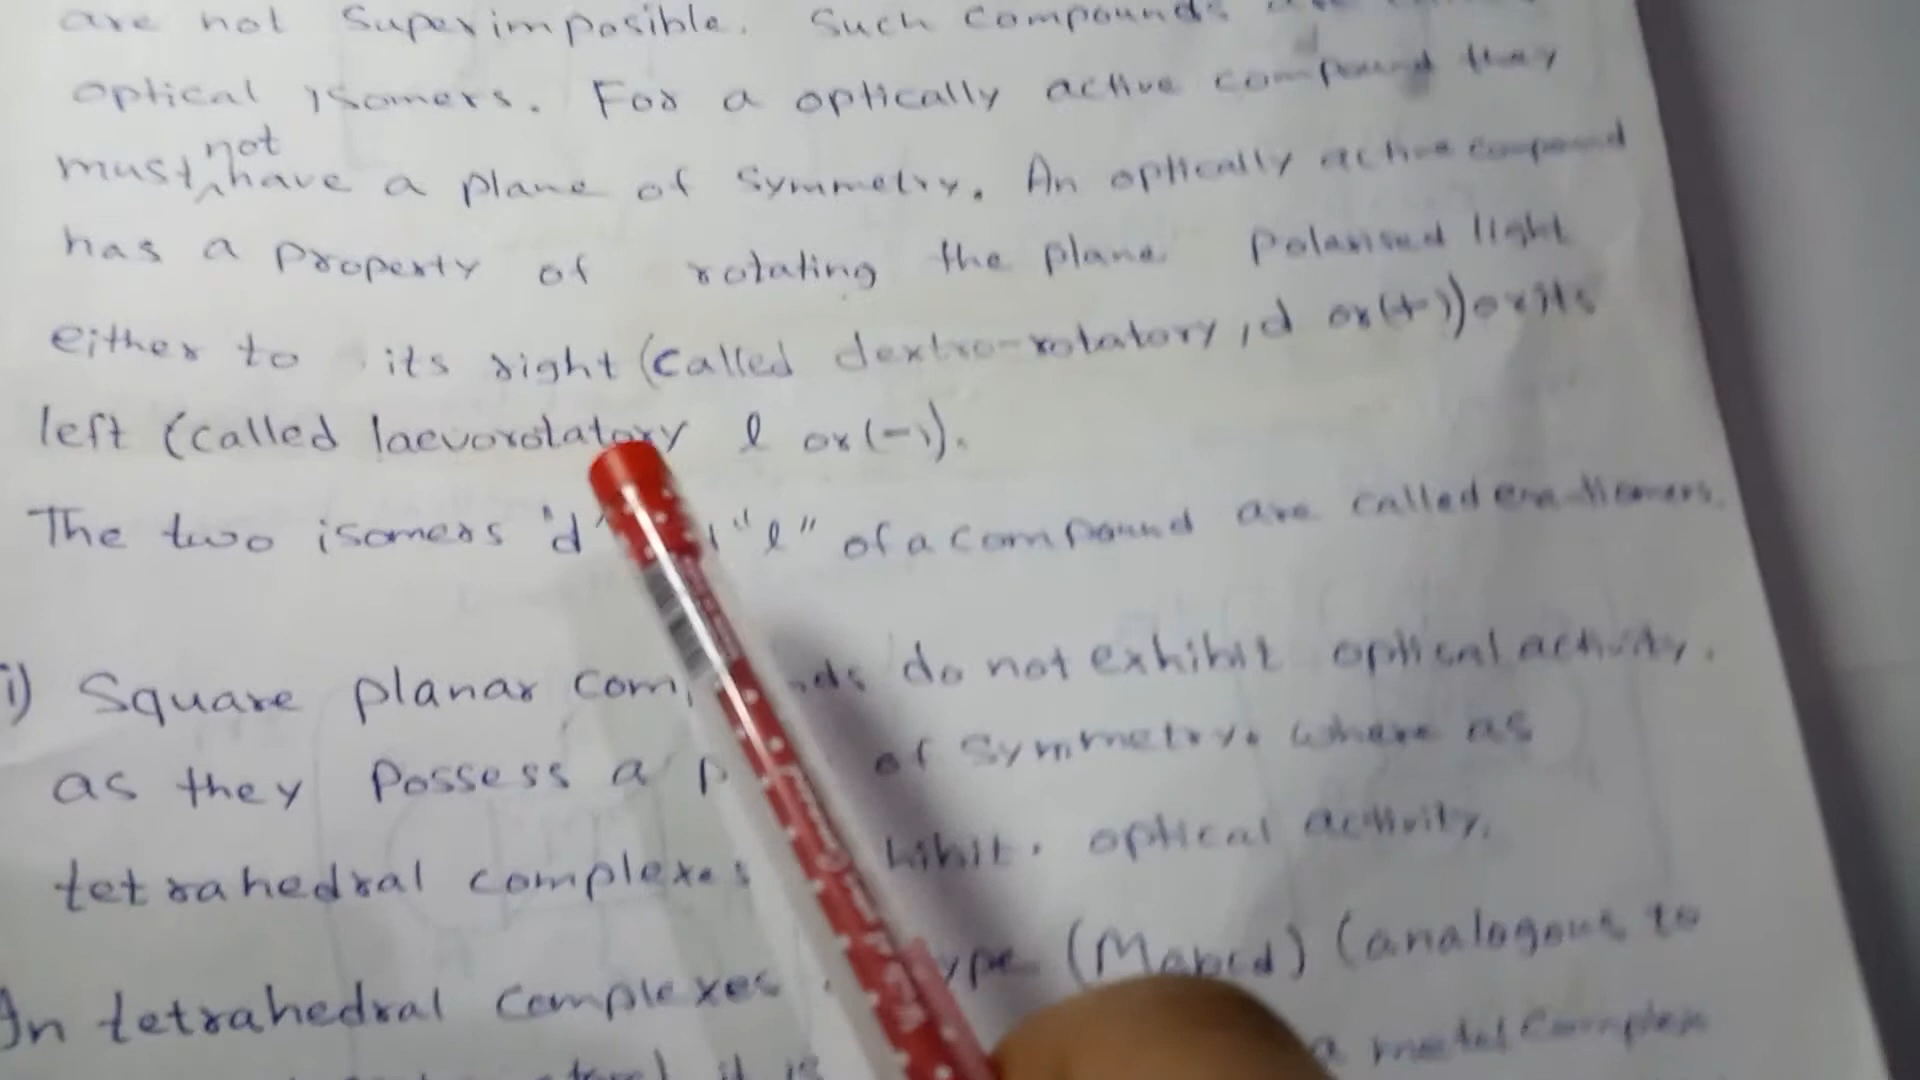 are not Superimposible. Such Compounds are
optical isomers. For a optically active compound they
must not have a plane of Symmetry. An optically active coupound
has a property of rotating the plane Polarised light
either to its right (called dextro-rotatory, d or (+)) or its
left (called laevorotatory l or (-).
The two isomers "d" "l" of a compound are called enantiomers.
i) Square planar do not exhibit optical activity.
as they Possess a of Symmetry. where as
tetrahedral complexes optical activity.
In tetrahedral Complexes (Mabcd) (analogous to
it is a metal Complex